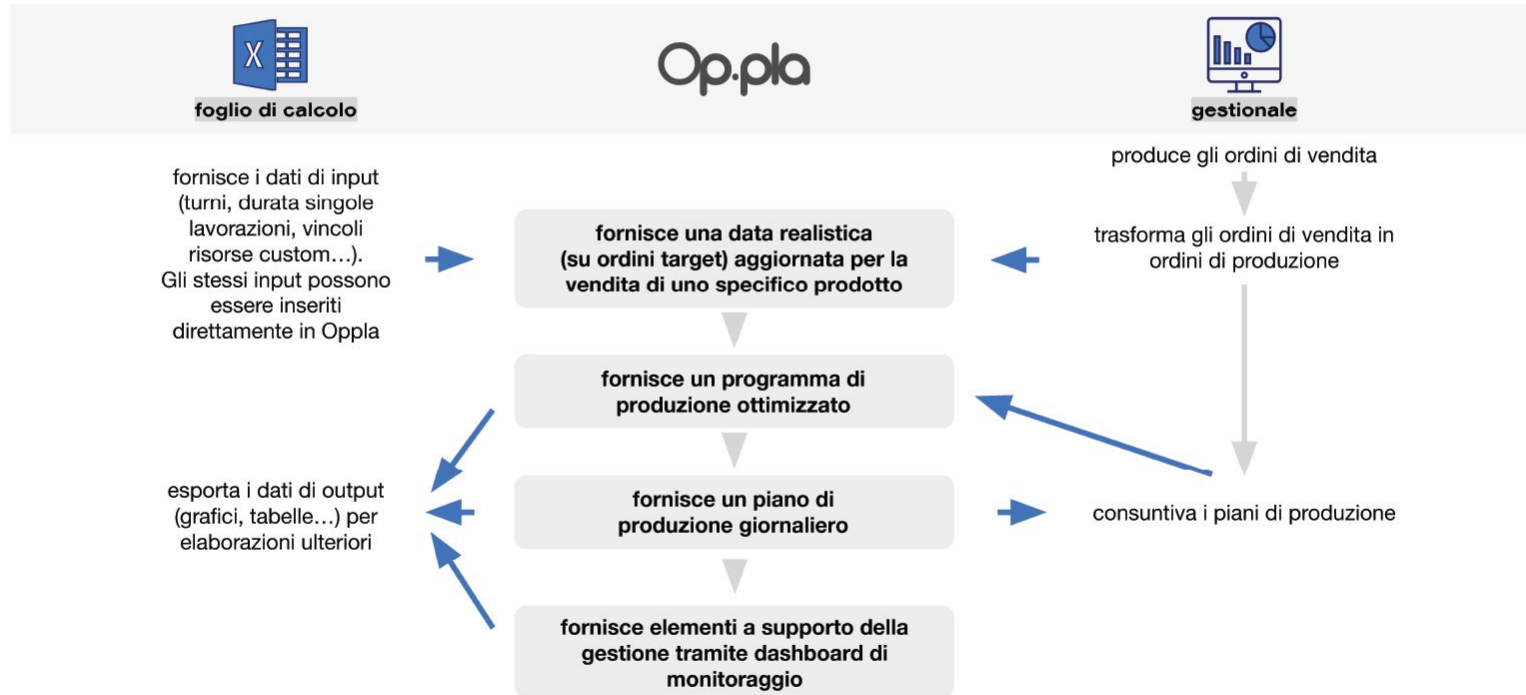 X
Op.pla
foglio di calcolo
gestionale
fornisce i dati di input
(turni, durata singole
lavorazioni, vincoli
risorse custom...).
Gli stessi input possono
essere inseriti
direttamente in Oppla
fornisce una data realistica
(su ordini target) aggiornata per la
vendita di uno specifico prodotto
produce gli ordini di vendita
trasforma gli ordini di vendita in
ordini di produzione
fornisce un programma di
produzione ottimizzato
esporta i dati di output
(grafici, tabelle...) per
elaborazioni ulteriori
fornisce un piano di
produzione giornaliero
consuntiva i piani di produzione
fornisce elementi a supporto della
gestione tramite dashboard di
monitoraggio